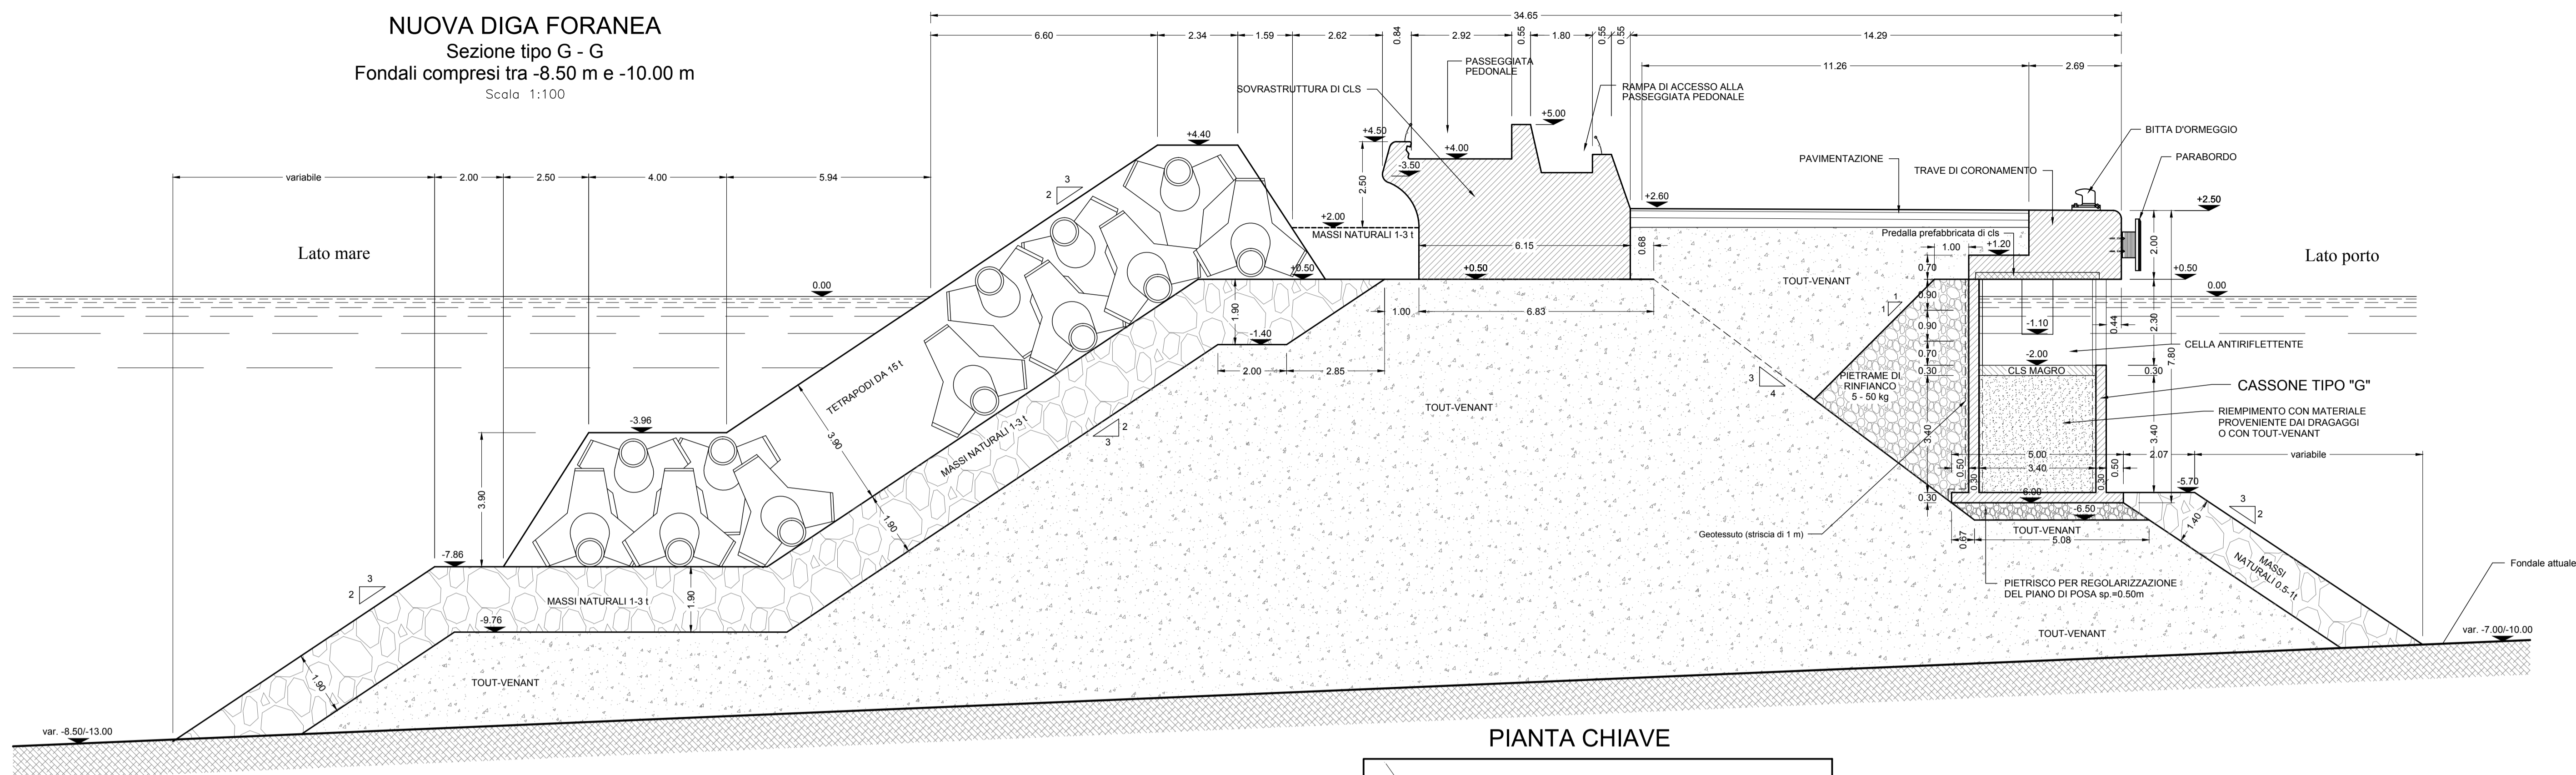 NUOVA DIGA FORANEA
Sezione tipo G - G
Fondali compresi tra -8.50 m e -10.00 m
Scala 1:100
34.65
6.60
2.34
1.59
2.62
0.84
2.92
0.55
1.80
0.55
0.55
14.29
11.26
2.69
PASSEGGIATA
PEDONALE
SOVRASTRUTTURA DI CLS
RAMPA DI ACCESSO ALLA
PASSEGGIATA PEDONALE
BITTA D'ORMEGGIO
PARABORDO
PAVIMENTAZIONE
TRAVE DI CORONAMENTO
+5.00
+4.50
+4.40
+4.00
-3.50
2.50
variabile
2.00
2.50
4.00
5.94
3
2
+2.60
+2.50
+2.00
MASSI NATURALI 1-3 t
Lato mare
Lato porto
6.15
0.68
Predalla prefabbricata di cls
1.00
+1.20
2.00
0.70
+0.50
+0.50
+0.50
0.00
0.00
TOUT-VENANT
1
1
0.90
0.90
0.70
0.30
1.90
-1.40
1.00
6.83
2.00
2.85
-1.10
0.44
2.30
7.80
CELLA ANTIRIFLETTENTE
-2.00
CLS MAGRO
0.30
PIETRAME DI
RINFIANCO
5 - 50 kg
3
4
CASSONE TIPO "G"
RIEMPIMENTO CON MATERIALE
PROVENIENTE DAI DRAGAGGI
O CON TOUT-VENANT
TETRAPODI DA 15 t
TOUT-VENANT
-3.96
3.90
3.90
MASSI NATURALI 1-3 t
2
3
3.40
3.40
5.00
2.07
variabile
0.50
3.40
0.50
0.30
0.30
0.30
-5.70
-6.00
-6.50
3
2
1.40
TOUT-VENANT
0.67
5.08
Geotessuto (striscia di 1 m)
MASSI
NATURALI 0.5-1t
Fondale attuale
PIETRISCO PER REGOLARIZZAZIONE
DEL PIANO DI POSA sp.=0.50m
1.90
-7.86
3
2
MASSI NATURALI 1-3 t
1.90
-9.76
TOUT-VENANT
var. -7.00/-10.00
1.90
TOUT-VENANT
var. -8.50/-13.00
PIANTA CHIAVE